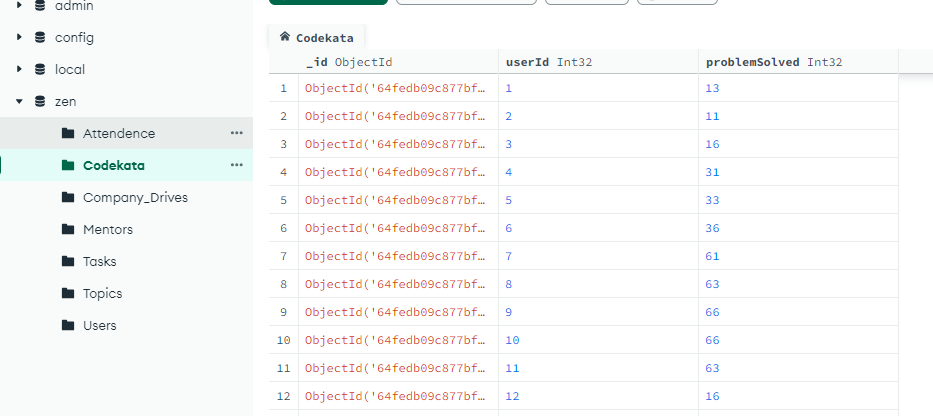 admin
config
local
zen
Attendence
Codekata
Company_Drives
Mentors
Tasks
Topics
Users
Codekata
_id ObjectId userId Int32 problemSolved Int32
1 ObjectId('64fedb09c877bf… 1 13
2 ObjectId('64fedb09c877bf… 2 11
3 ObjectId('64fedb09c877bf… 3 16
4 ObjectId('64fedb09c877bf… 4 31
5 ObjectId('64fedb09c877bf… 5 33
6 ObjectId('64fedb09c877bf… 6 36
7 ObjectId('64fedb09c877bf… 7 61
8 ObjectId('64fedb09c877bf… 8 63
9 ObjectId('64fedb09c877bf… 9 66
10 ObjectId('64fedb09c877bf… 10 66
11 ObjectId('64fedb09c877bf… 11 63
12 ObjectId('64fedb09c877bf… 12 16